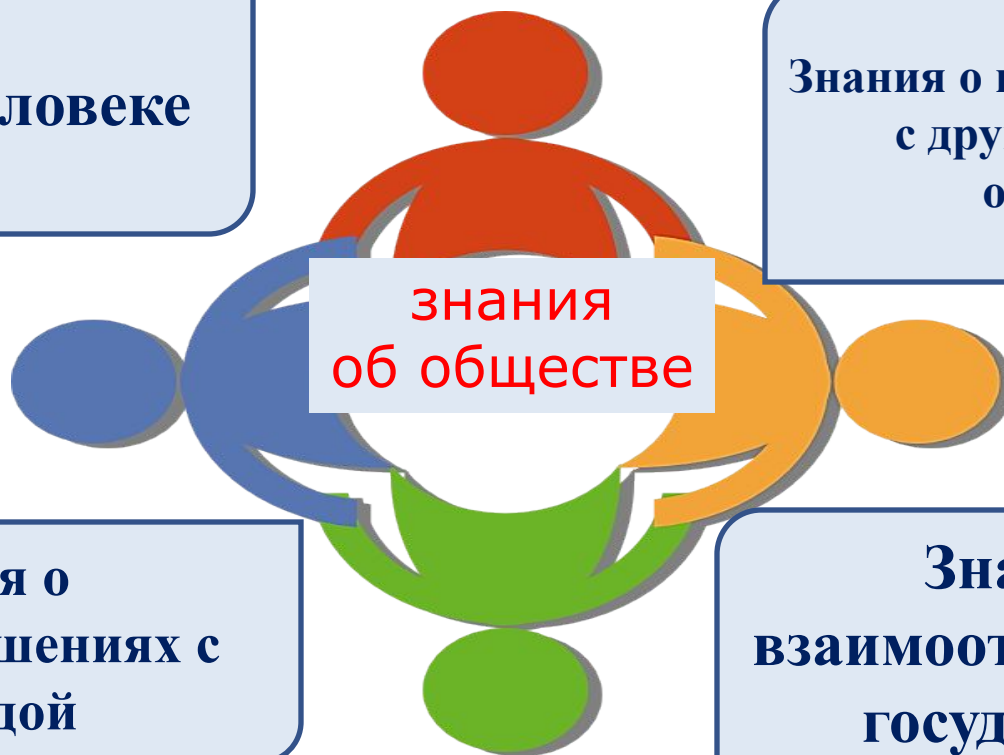 ловеке
Знания о
с дру
о
знания
об обществе
я о
шениях с
дой
Зна
взаимоот
госуд